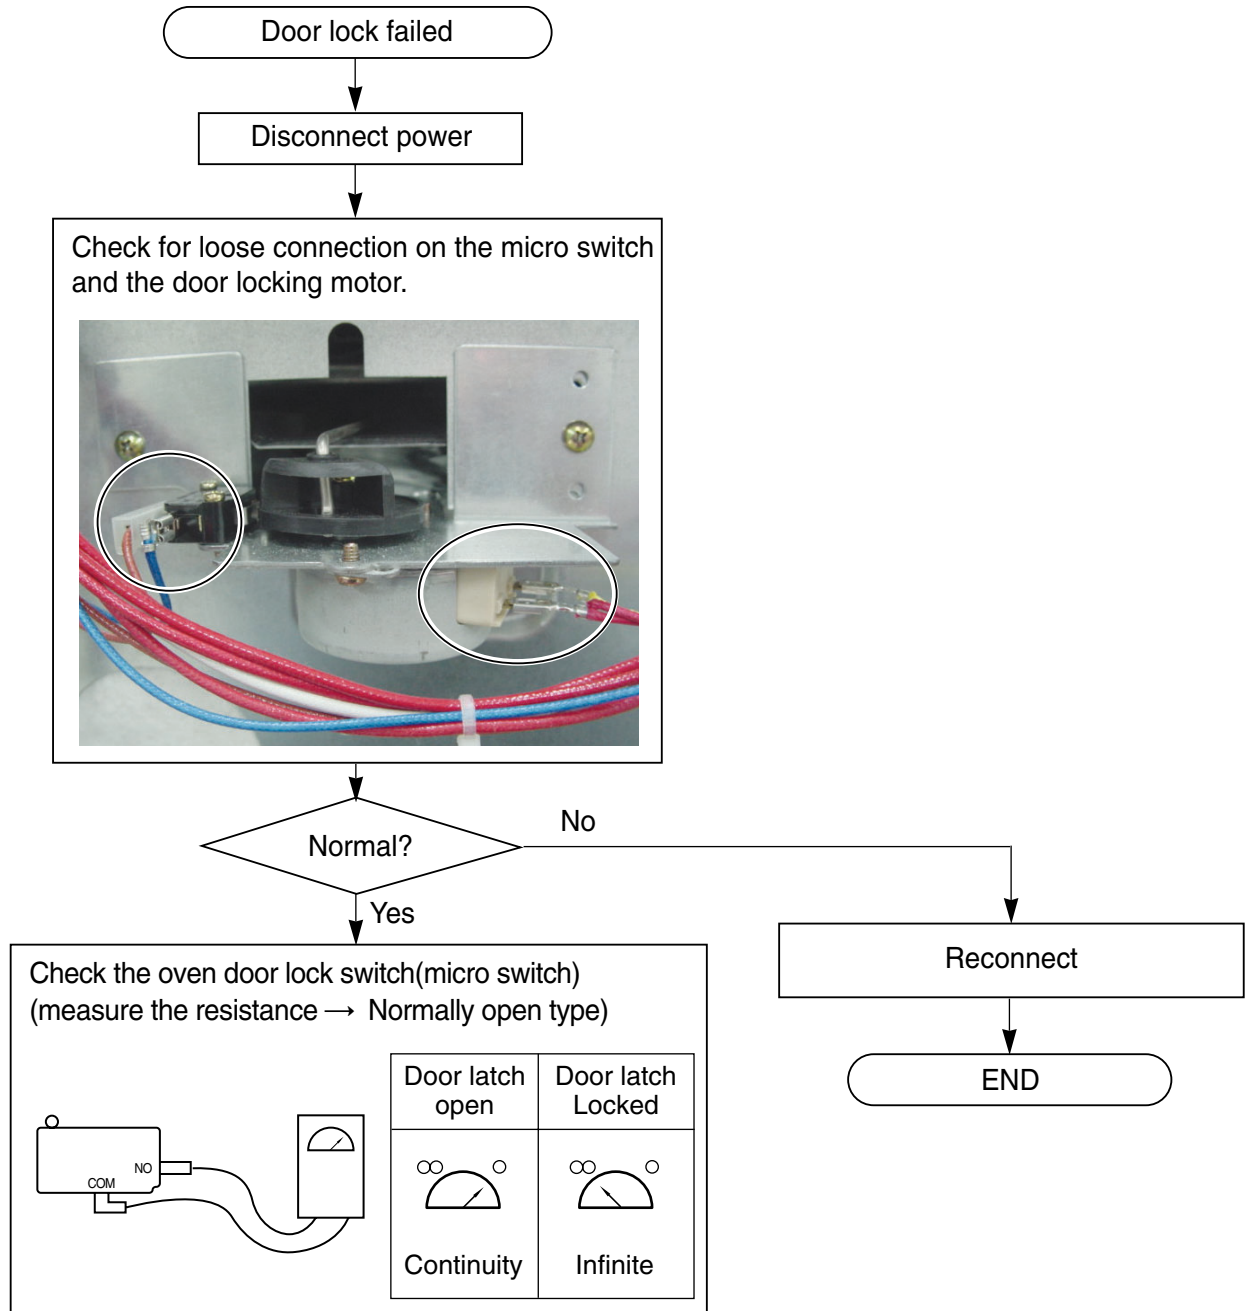 Door lock failed
Disconnect power
Check for loose connection on the micro switch
and the door locking motor.
Normal?
No
Yes
Reconnect
END
Check the oven door lock switch(micro switch)
(measure the resistance → Normally open type)
NO
COM
Door latch
open
Door latch
Locked
Continuity
Infinite